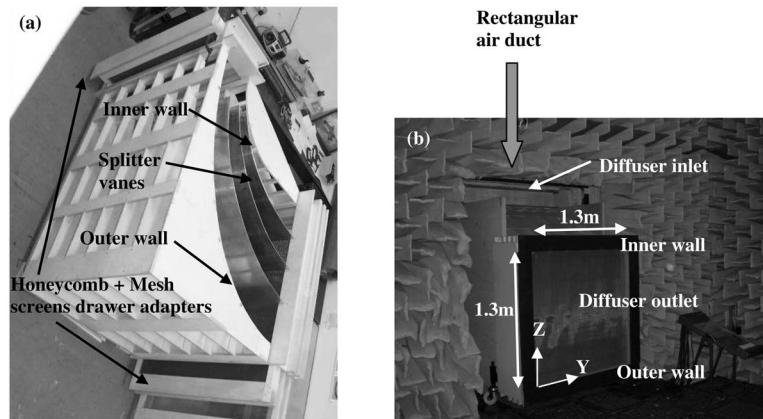 (a)
Inner wall
Splitter
vanes
Outer wall
Honeycomb + Mesh
screens drawer adapters
Rectangular
air duct
(b)
Diffuser inlet
1.3m
Inner wall
1.3m
Diffuser outlet
Z
Y
Outer wall